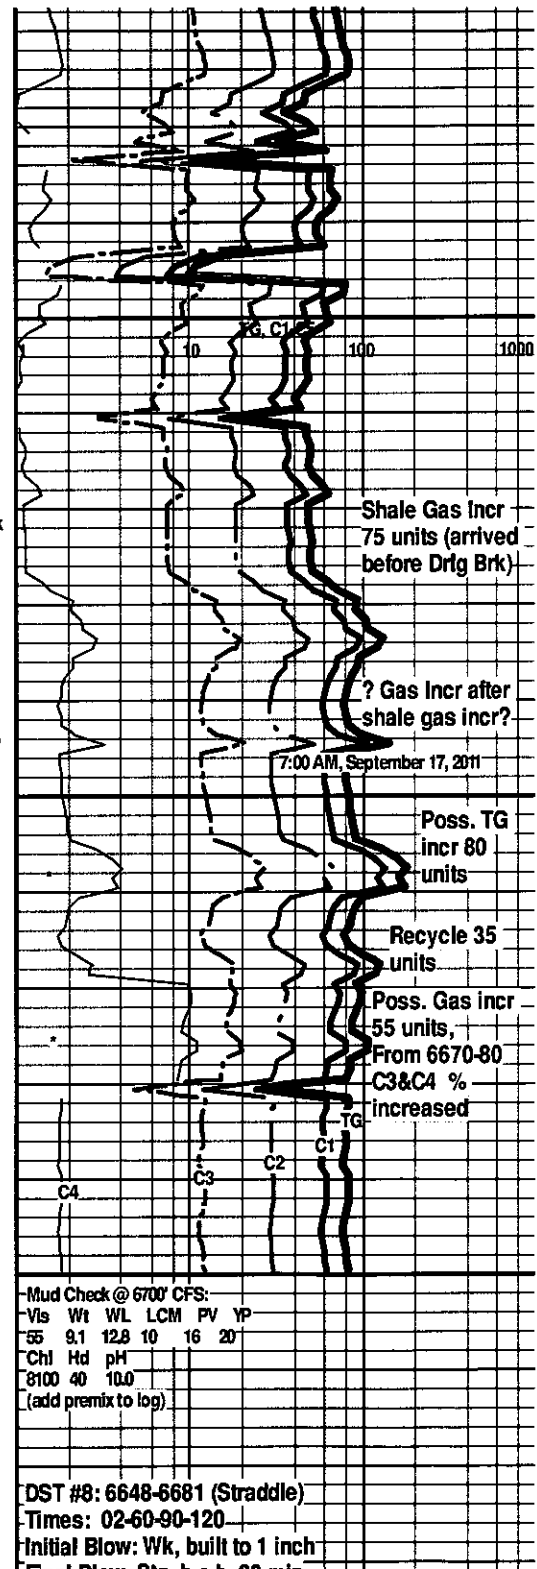 TG, C1-
10 100 1000
Shale Gas Incr
75 units (arrived
before Drlg Brk)
? Gas Incr after
shale gas incr?
7:00 AM, September 17, 2011
Poss. TG
incr 80
units
Recycle 35
units
Poss. Gas incr
55 units,
From 6670-80
C3&C4 %
increased
TG
C1
C2
C3
C4
Mud Check @ 6700' CFS:
Vis Wt WL LCM PV YP
55 9.1 12.8 10 16 20
Chl Hd pH
8100 40 10.0
(add premix to log)
DST #8: 6648-6681 (Straddle)
Times: 02-60-90-120
Initial Blow: Wk, built to 1 inch